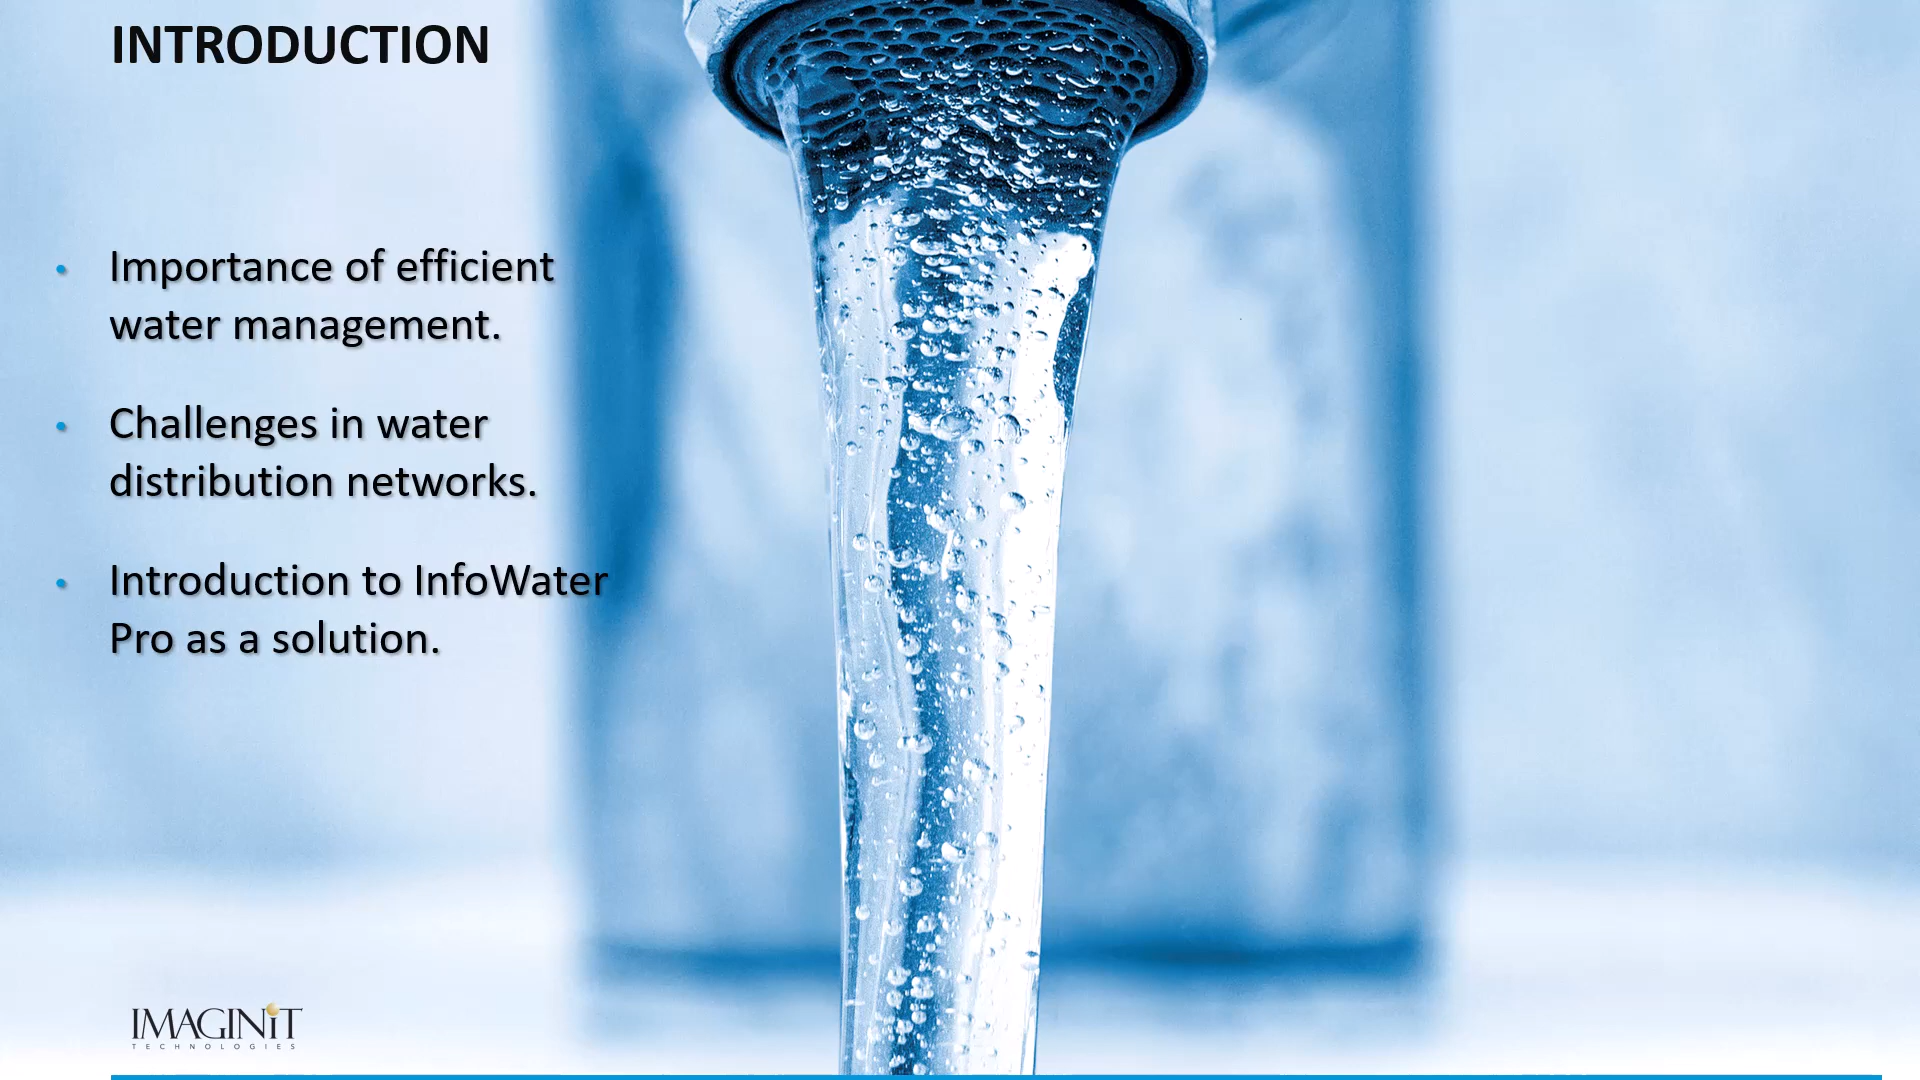 INTRODUCTION
• Importance of efficient
water management.
• Challenges in water
distribution networks.
• Introduction to InfoWater
Pro as a solution.
IMAGINiT
TECHNOLOGIES